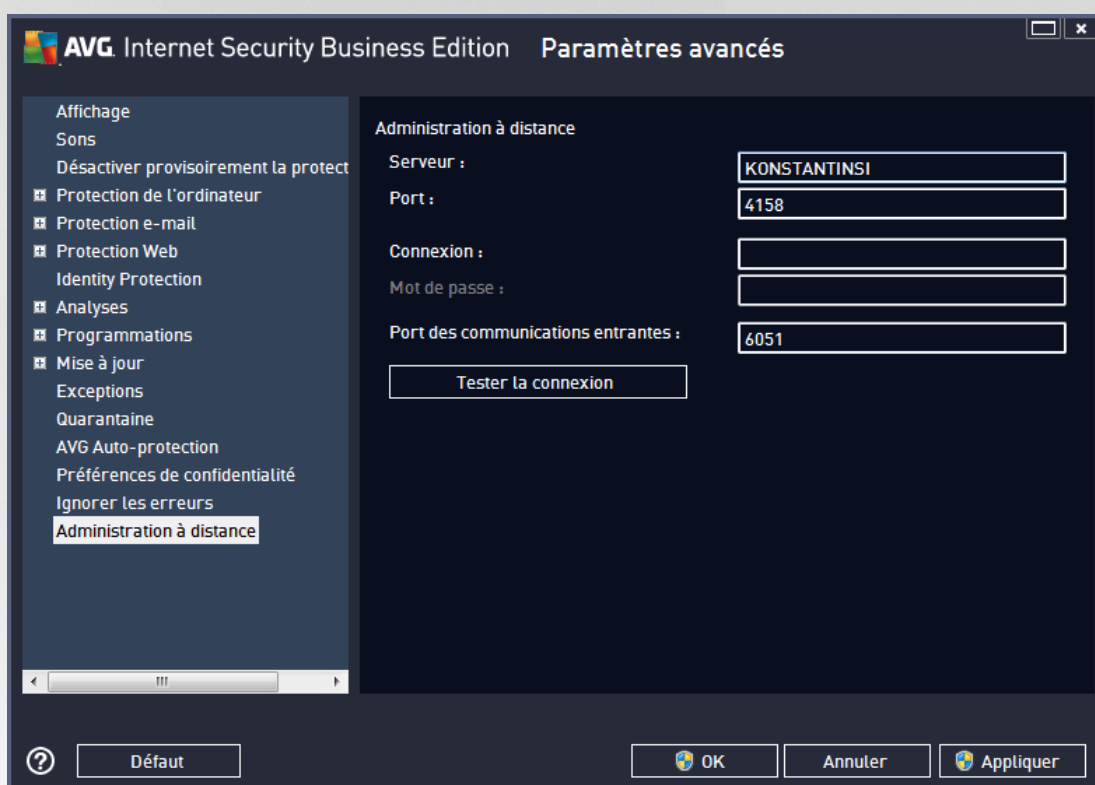 AVG. Internet Security Business Edition Paramètres avancés
Affichage
Sons
Désactiver provisoirement la protect
Protection de l'ordinateur
Protection e-mail
Protection Web
Identity Protection
Analyses
Programmations
Mise à jour
Exceptions
Quarantaine
AVG Auto-protection
Préférences de confidentialité
Ignorer les erreurs
Administration à distance
Administration à distance
Serveur : KONSTANTINSI
Port : 4158
Connexion :
Mot de passe :
Port des communications entrantes : 6051
Tester la connexion
Défaut
OK
Annuler
Appliquer